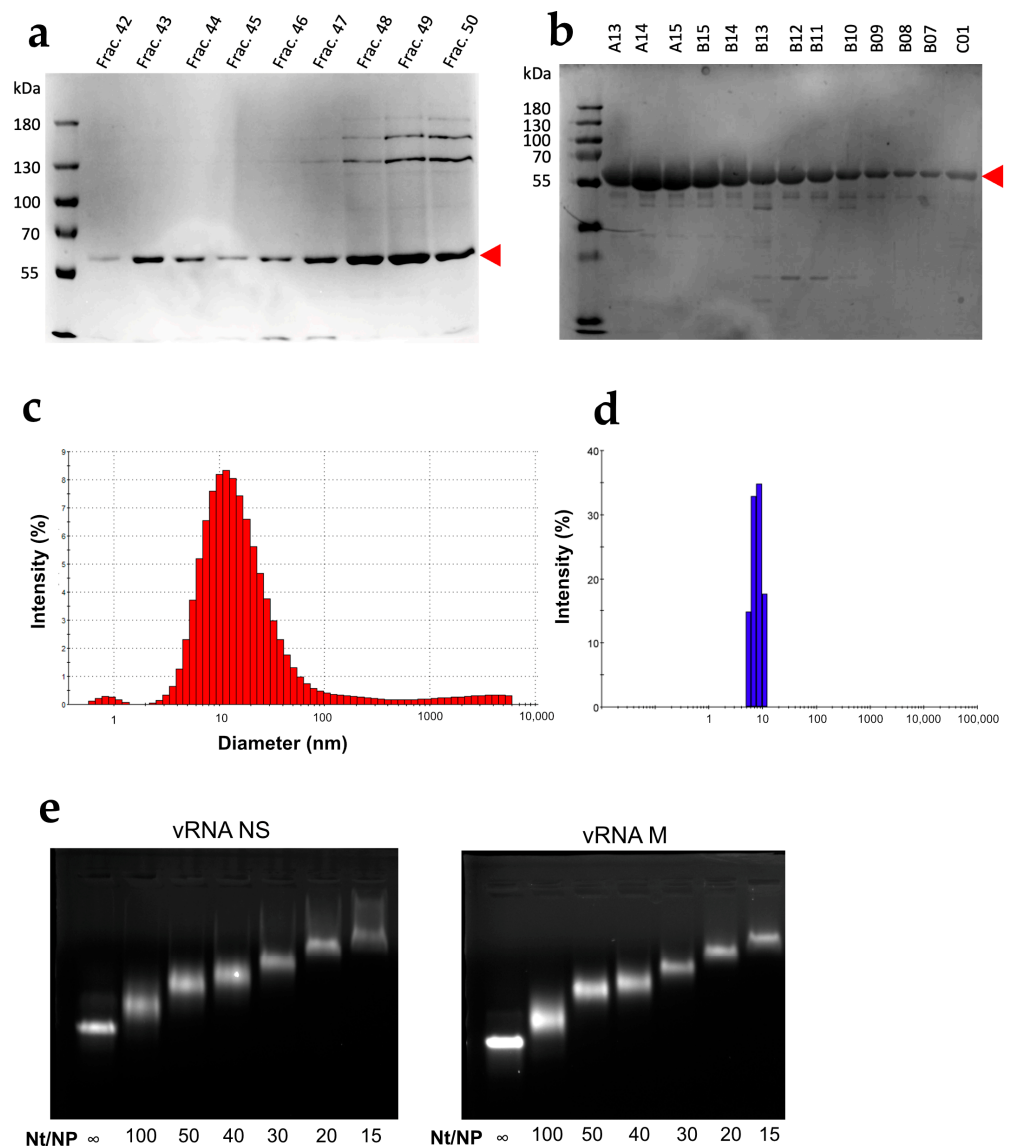 a
Frac. 42 Frac. 43 Frac. 44 Frac. 45 Frac. 46 Frac. 47 Frac. 48 Frac. 49 Frac. 50
kDa
180
130
100
70
55
b
A13 A14 A15 B15 B14 B13 B12 B11 B10 B09 B08 B07 C01
kDa
180
130
100
70
55
c
Intensity (%)
9
8
7
6
5
4
3
2
1
0
1 10 100 1000 10,000
Diameter (nm)
d
Intensity (%)
40
30
20
10
0
1 10 100 1000 10,000 100,000
e
vRNA NS
Nt/NP ∞ 100 50 40 30 20 15
vRNA M
Nt/NP ∞ 100 50 40 30 20 15